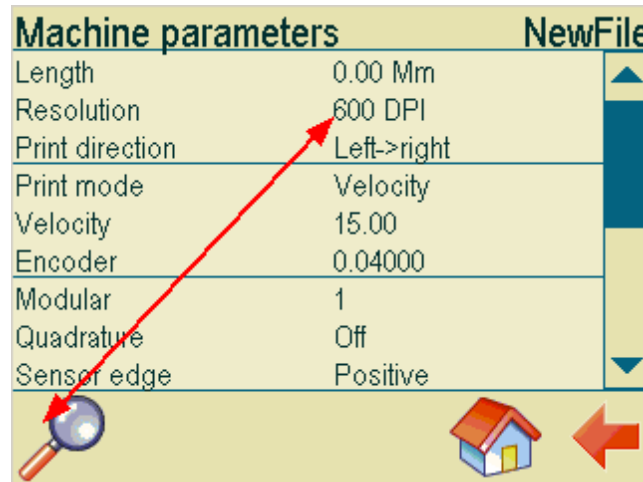 Machine parameters NewFile
Length 0.00 Mm
Resolution 600 DPI
Print direction Left->right
Print mode Velocity
Velocity 15.00
Encoder 0.04000
Modular 1
Quadrature Off
Sensor edge Positive